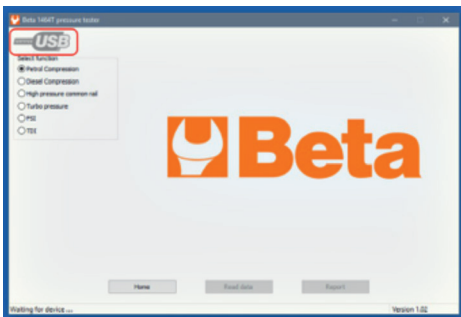 Beta 1464T pressure tester
USB
Select function
Petrol Compression
Diesel Compression
High pressure common rail
Turbo pressure
FSI
TDI
Beta
Home
Read data
Report
Waiting for device ...
Version 1.02